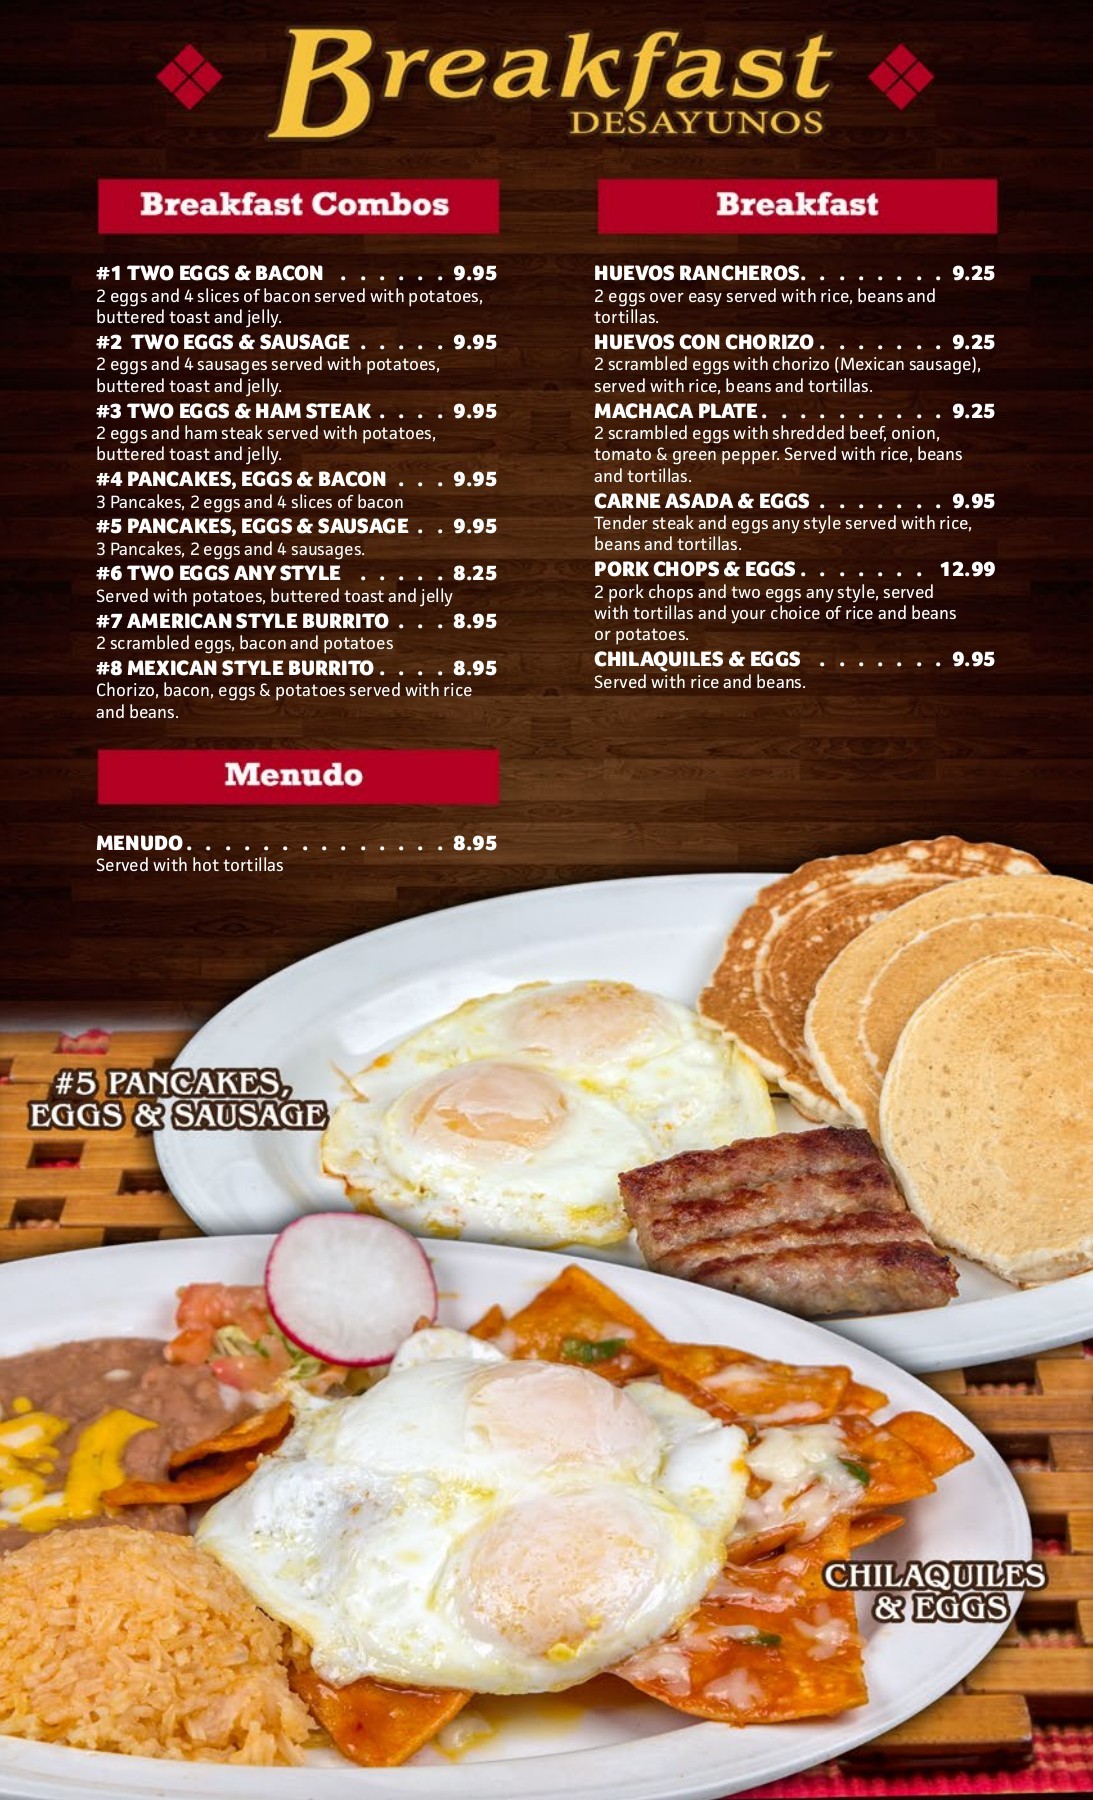 Breakfast
DESAYUNOS
Breakfast Combos
#1 TWO EGGS & BACON . . . . . . 9.95
2 eggs and 4 slices of bacon served with potatoes,
buttered toast and jelly.
#2 TWO EGGS & SAUSAGE . . . . . 9.95
2 eggs and 4 sausages served with potatoes,
buttered toast and jelly.
#3 TWO EGGS & HAM STEAK . . . . 9.95
2 eggs and ham steak served with potatoes,
buttered toast and jelly.
#4 PANCAKES, EGGS & BACON . . . 9.95
3 Pancakes, 2 eggs and 4 slices of bacon
#5 PANCAKES, EGGS & SAUSAGE . . 9.95
3 Pancakes, 2 eggs and 4 sausages.
#6 TWO EGGS ANY STYLE . . . . . 8.25
Served with potatoes, buttered toast and jelly
#7 AMERICAN STYLE BURRITO . . . 8.95
2 scrambled eggs, bacon and potatoes
#8 MEXICAN STYLE BURRITO . . . . 8.95
Chorizo, bacon, eggs & potatoes served with rice
and beans.
Menudo
MENUDO . . . . . . . . . . . . . . 8.95
Served with hot tortillas
Breakfast
HUEVOS RANCHEROS. . . . . . . . 9.25
2 eggs over easy served with rice, beans and
tortillas.
HUEVOS CON CHORIZO . . . . . . . 9.25
2 scrambled eggs with chorizo (Mexican sausage),
served with rice, beans and tortillas.
MACHACA PLATE . . . . . . . . . . 9.25
2 scrambled eggs with shredded beef, onion,
tomato & green pepper. Served with rice, beans
and tortillas.
CARNE ASADA & EGGS . . . . . . . 9.95
Tender steak and eggs any style served with rice,
beans and tortillas.
PORK CHOPS & EGGS . . . . . . . 12.99
2 pork chops and two eggs any style, served
with tortillas and your choice of rice and beans
or potatoes.
CHILAQUILES & EGGS . . . . . . . 9.95
Served with rice and beans.
#5 PANCAKES,
EGGS & SAUSAGE
CHILAQUILES
& EGGS